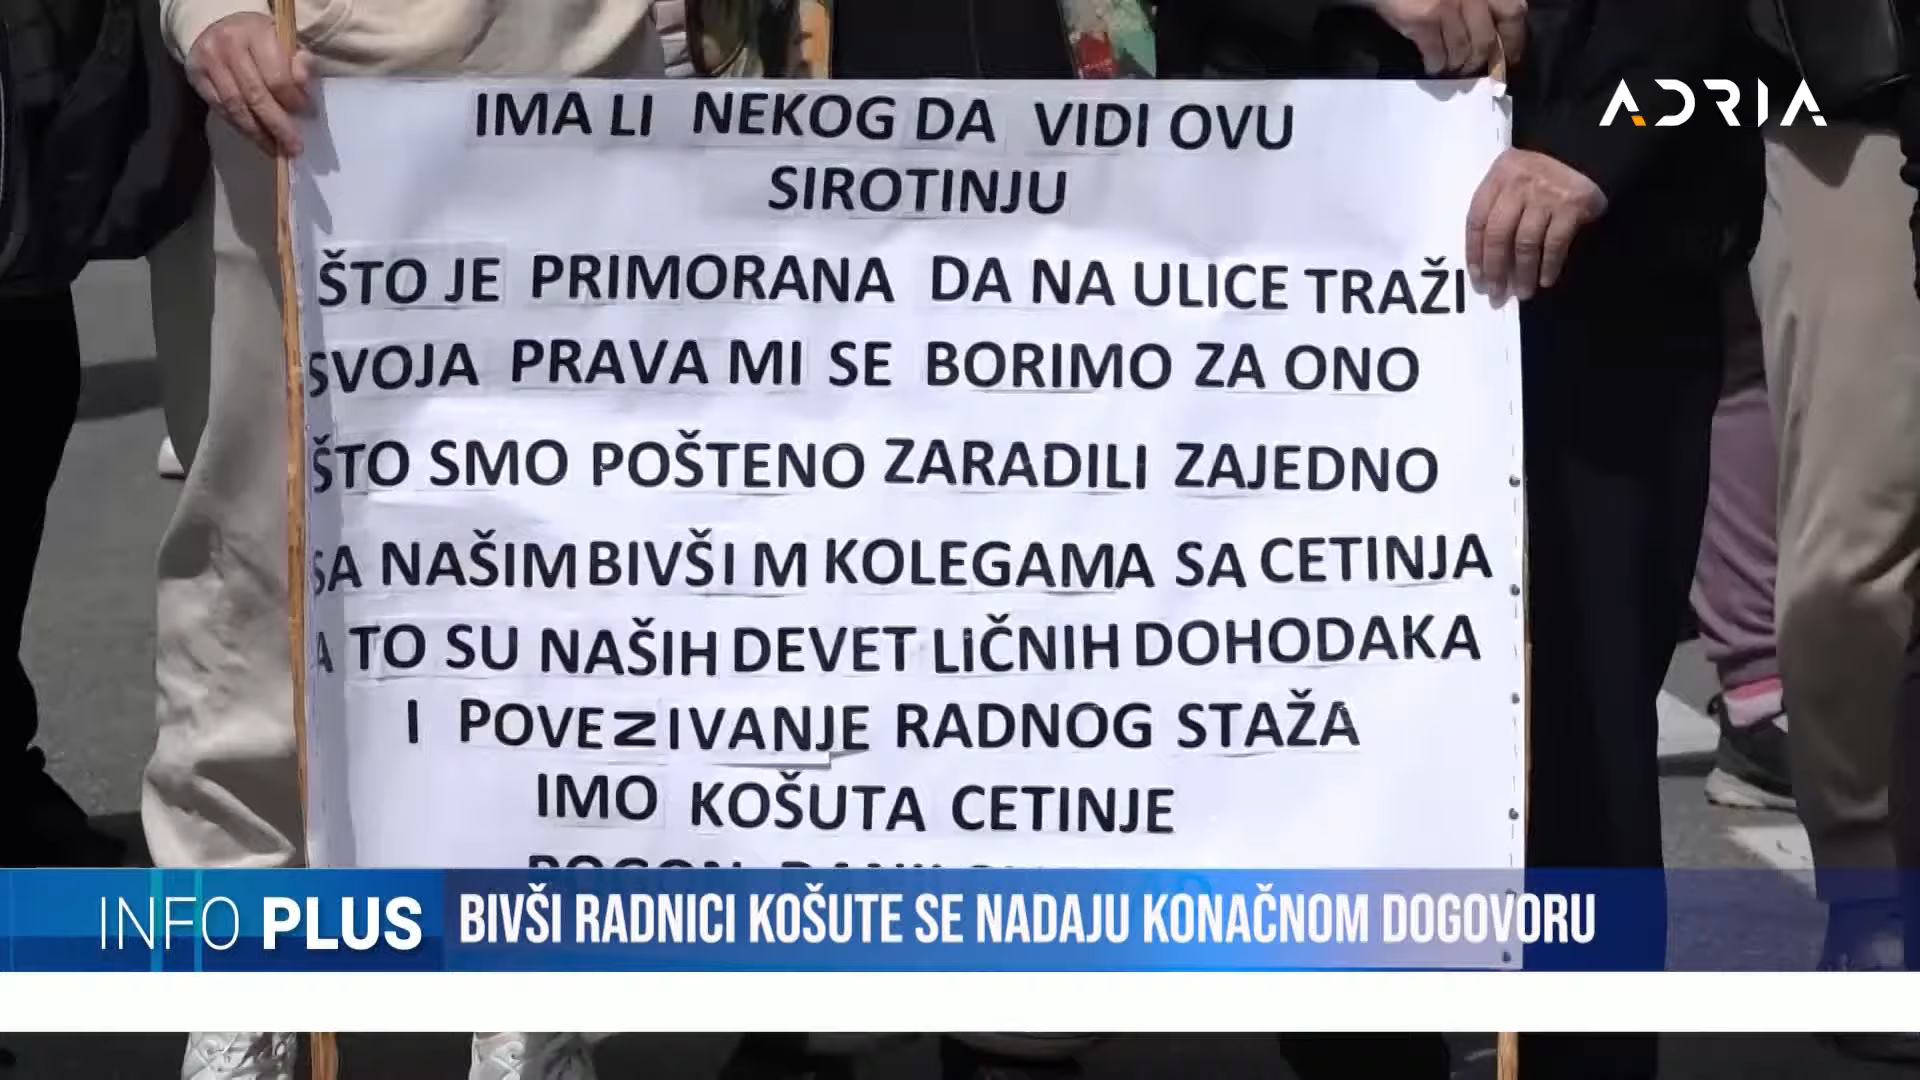 ADRIA
IMA LI NEKOG DA VIDI OVU
SIROTINJU
ŠTO JE PRIMORANA DA NA ULICE TRAŽI
SVOJA PRAVA MI SE BORIMO ZA ONO
ŠTO SMO POŠTENO ZARADILI ZAJEDNO
SA NAŠIM BIVŠIM KOLEGAMA SA CETINJA
A TO SU NAŠIH DEVET LIČNIH DOHODAKA
I POVEZIVANJE RADNOG STAŽA
IMO KOŠUTA CETINJE
POGON
INFO PLUS BIVŠI RADNICI KOŠUTE SE NADAJU KONAČNOM DOGOVORU